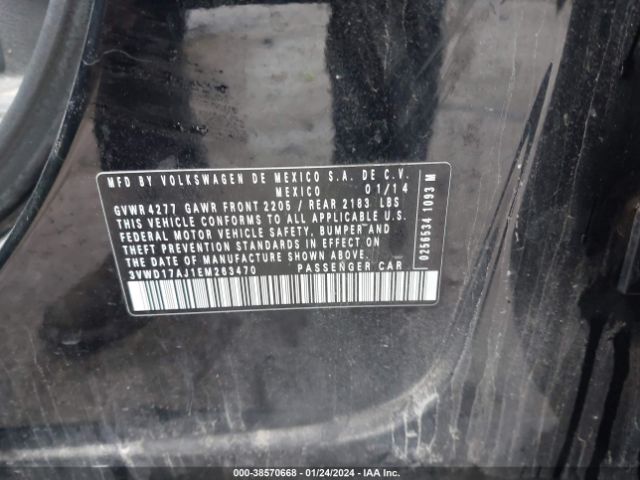 MFD BY VOLKSWAGEN DE MEXICO S.A. DE C.V.
MEXICO 01/14
GVWR 4277 GAWR FRONT 2205 / REAR 2183 LBS
THIS VEHICLE CONFORMS TO ALL APPLICABLE U.S.
FEDERAL MOTOR VEHICLE SAFETY, BUMPER AND
THEFT PREVENTION STANDARDS IN EFFECT ON
THE DATE OF MANUFACTURE SHOWN ABOVE.
3VWD17AJ1EM263470 PASSENGER CAR
0256534 1093 M
000-38570668 - 01/24/2024 - IAA Inc.